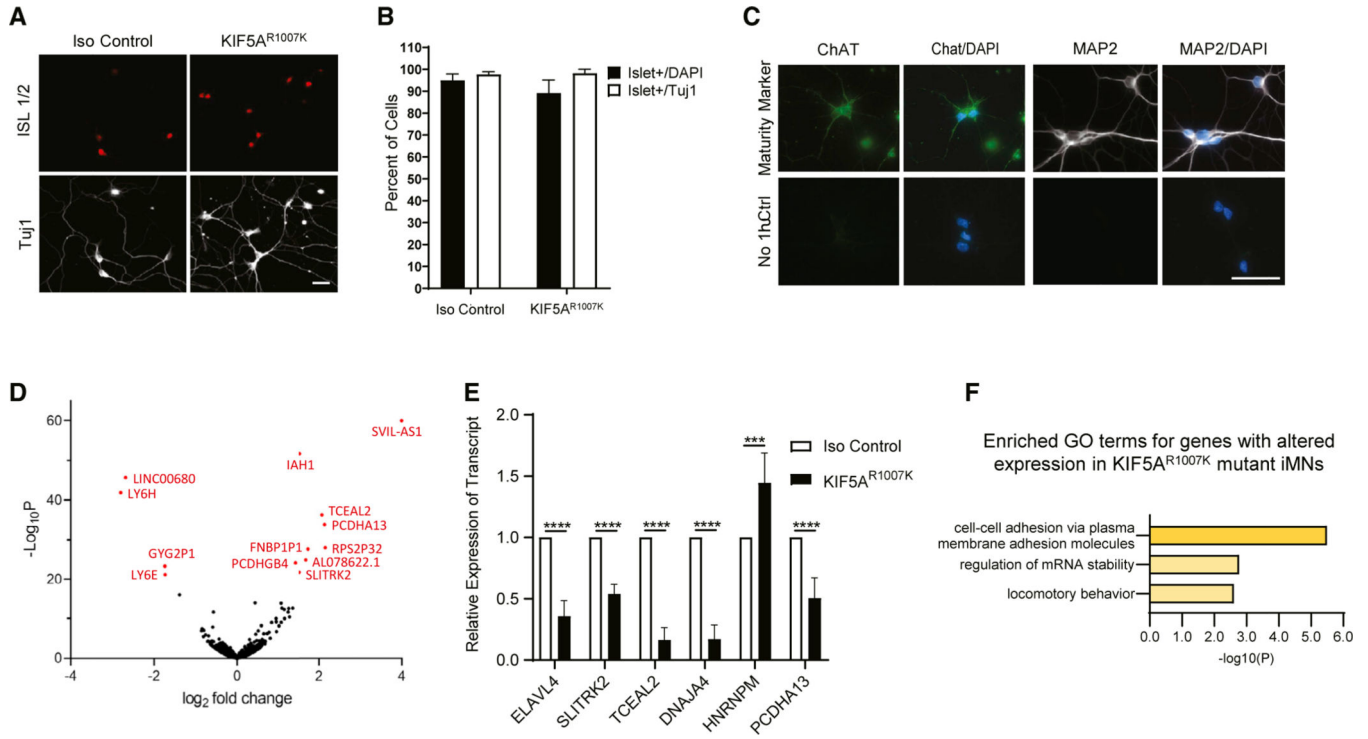 A
Iso Control
KIF5A^R1007K
ISL 1/2
Tuj1
B
110
100
90
80
70
60
50
40
30
20
10
0
Percent of Cells
Islet+/DAPI
Islet+/Tuj1
Iso Control
KIF5A^R1007K
C
ChAT
Chat/DAPI
MAP2
MAP2/DAPI
Maturity Marker
No 1hCtrl
D
-Log10P
60
40
20
0
SVIL-AS1
IAH1
LINC00680
LY6H
TCEAL2
PCDHA13
FNBP1P1
RPS2P32
GYG2P1
AL078622.1
PCDHGB4
LY6E
SLITRK2
-4
-2
0
2
4
log2 fold change
E
Relative Expression of Transcript
2.0
1.5
1.0
0.5
0.0
Iso Control
KIF5A^R1007K
****
****
****
****
***
****
ELAVL4
SLITRK2
TCEAL2
DNAJA4
HNRNPM
PCDHA13
F
Enriched GO terms for genes with altered
expression in KIF5A^R1007K mutant iMNs
cell-cell adhesion via plasma
membrane adhesion molecules
regulation of mRNA stability
locomotory behavior
0.0 1.0 2.0 3.0 4.0 5.0 6.0
-log10(P)